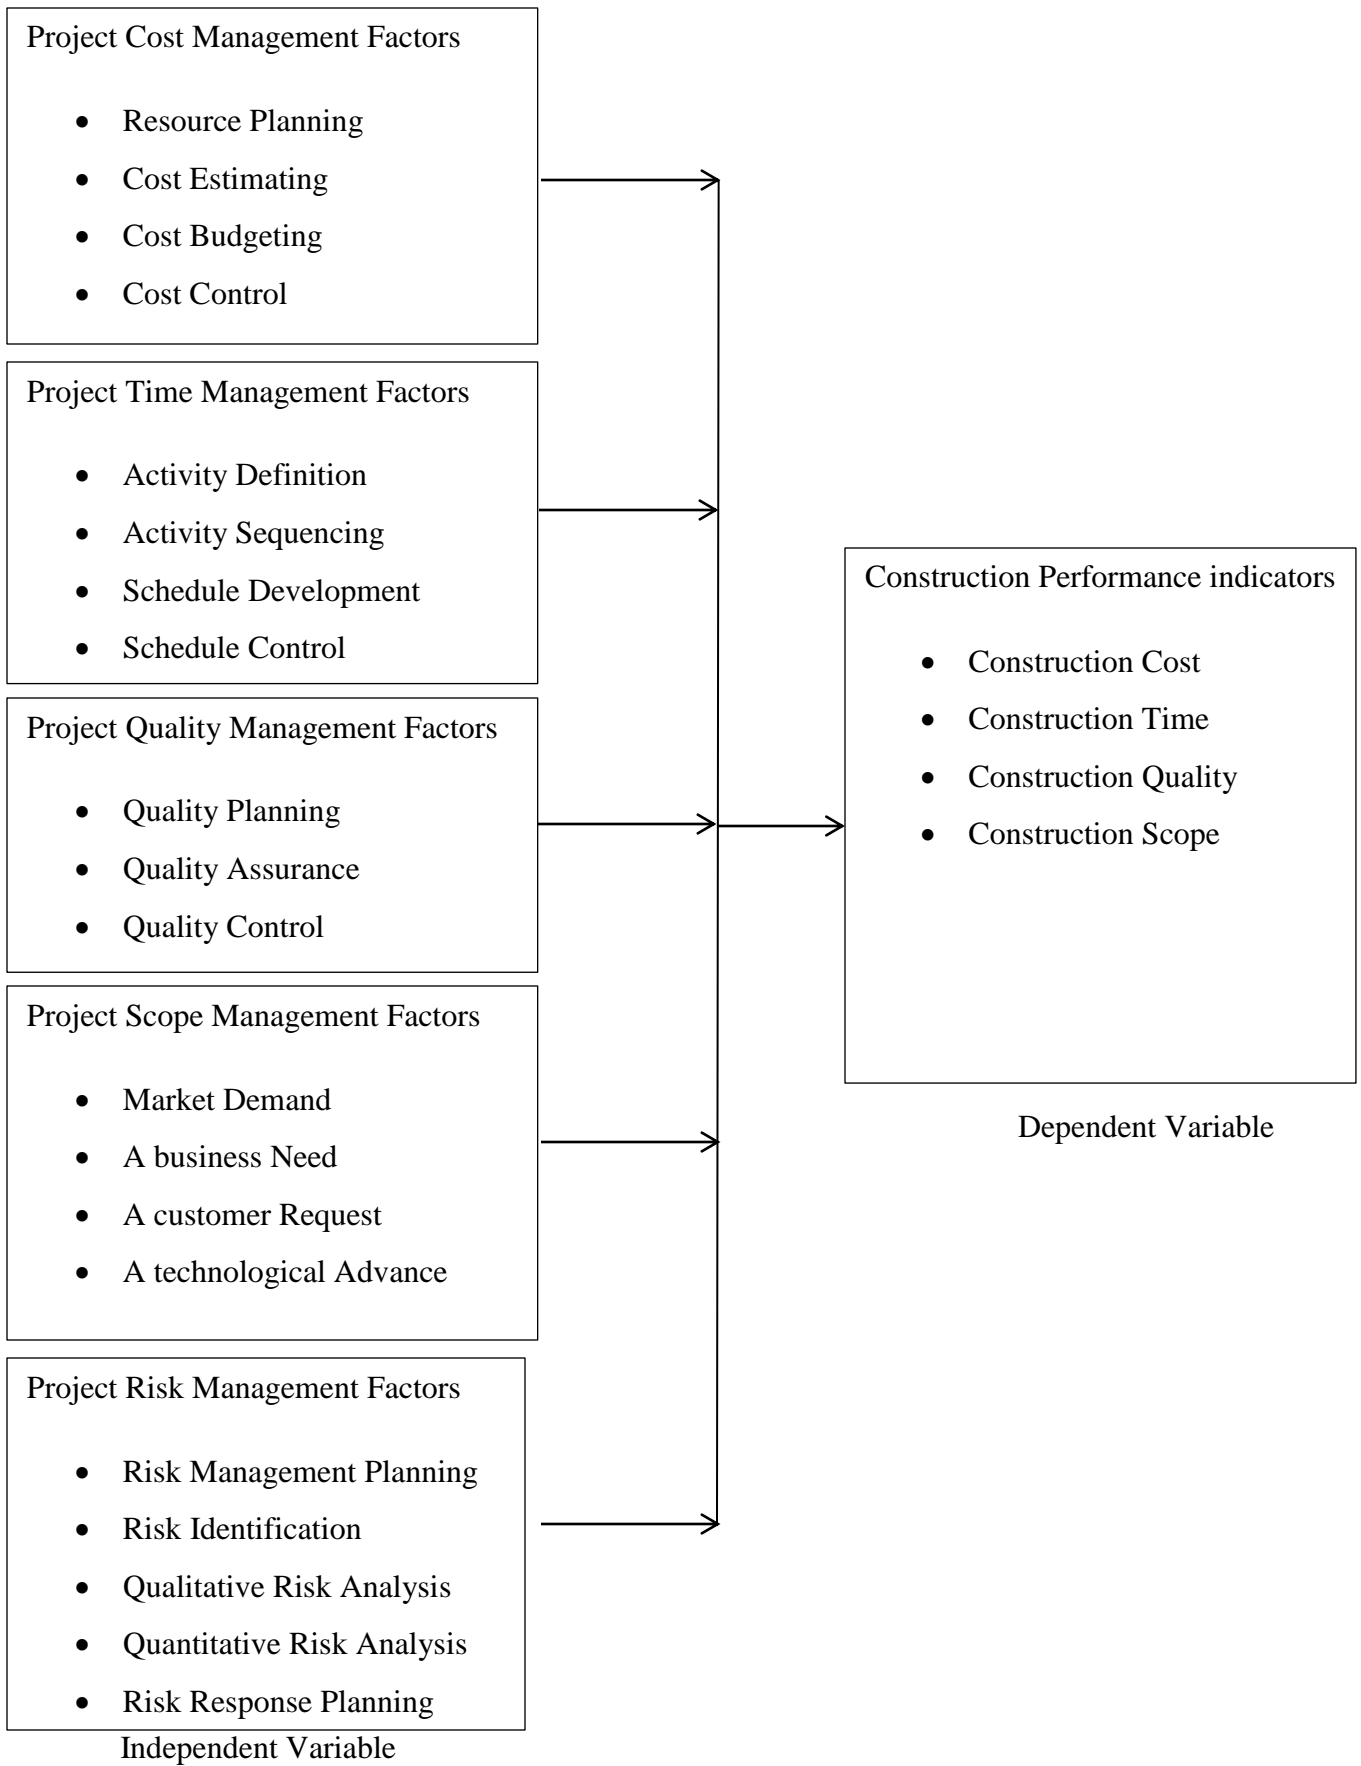 Project Cost Management Factors
• Resource Planning
• Cost Estimating
• Cost Budgeting
• Cost Control
Project Time Management Factors
• Activity Definition
• Activity Sequencing
• Schedule Development
• Schedule Control
Project Quality Management Factors
• Quality Planning
• Quality Assurance
• Quality Control
Project Scope Management Factors
• Market Demand
• A business Need
• A customer Request
• A technological Advance
Project Risk Management Factors
• Risk Management Planning
• Risk Identification
• Qualitative Risk Analysis
• Quantitative Risk Analysis
• Risk Response Planning
Independent Variable
Construction Performance indicators
• Construction Cost
• Construction Time
• Construction Quality
• Construction Scope
Dependent Variable